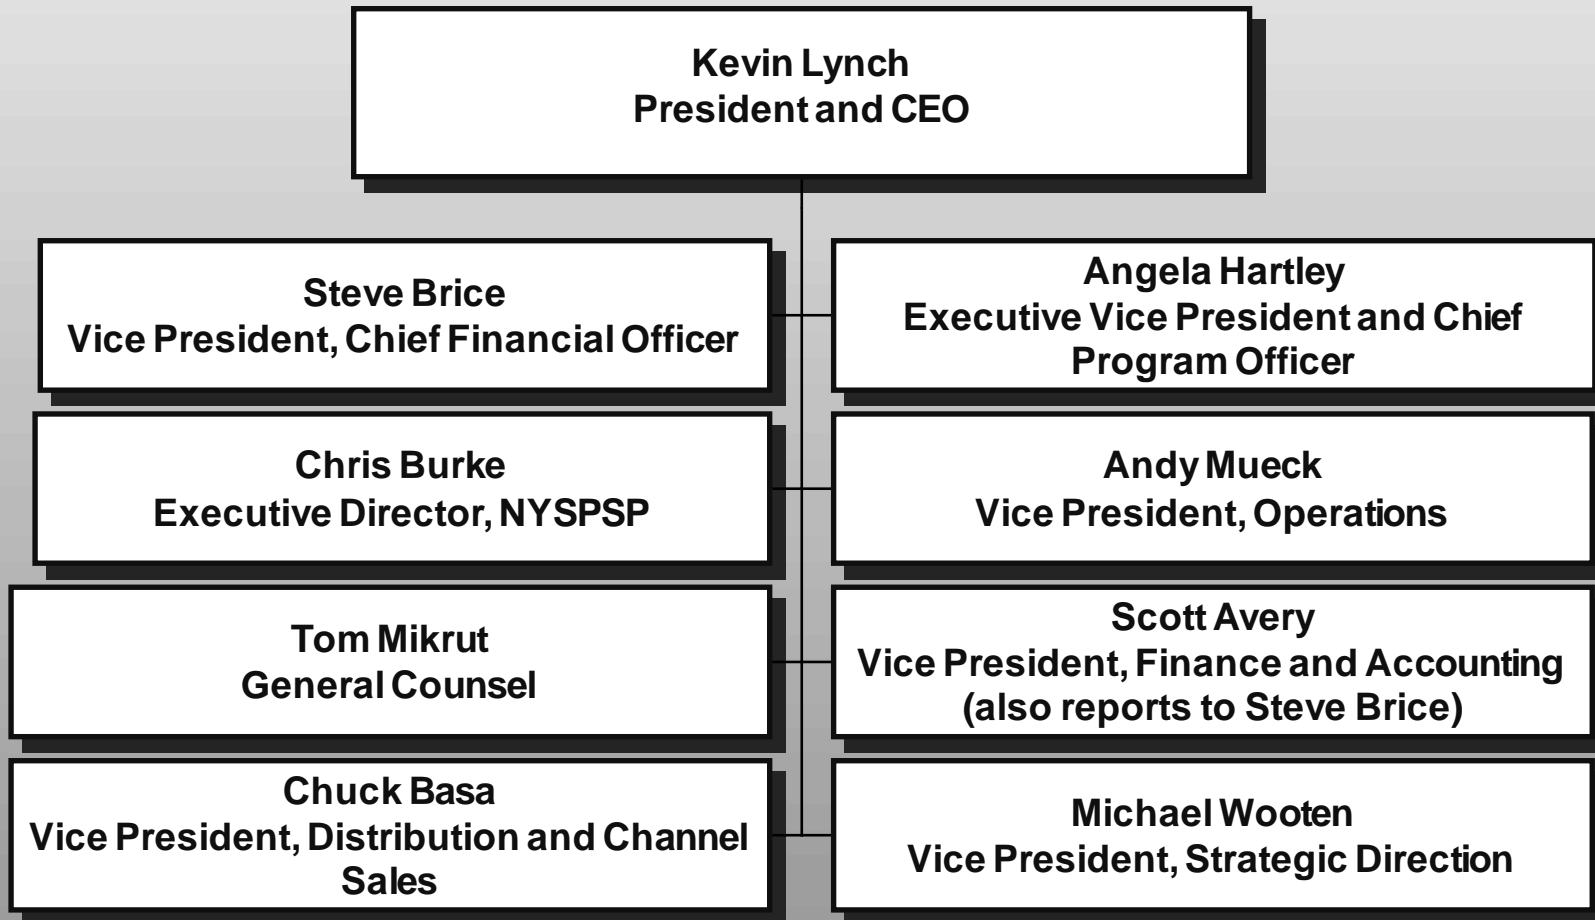 Kevin Lynch
President and CEO
Steve Brice
Vice President, Chief Financial Officer
Angela Hartley
Executive Vice President and Chief
Program Officer
Chris Burke
Executive Director, NYSPSP
Andy Mueck
Vice President, Operations
Tom Mikrut
General Counsel
Scott Avery
Vice President, Finance and Accounting
(also reports to Steve Brice)
Chuck Basa
Vice President, Distribution and Channel
Sales
Michael Wooten
Vice President, Strategic Direction